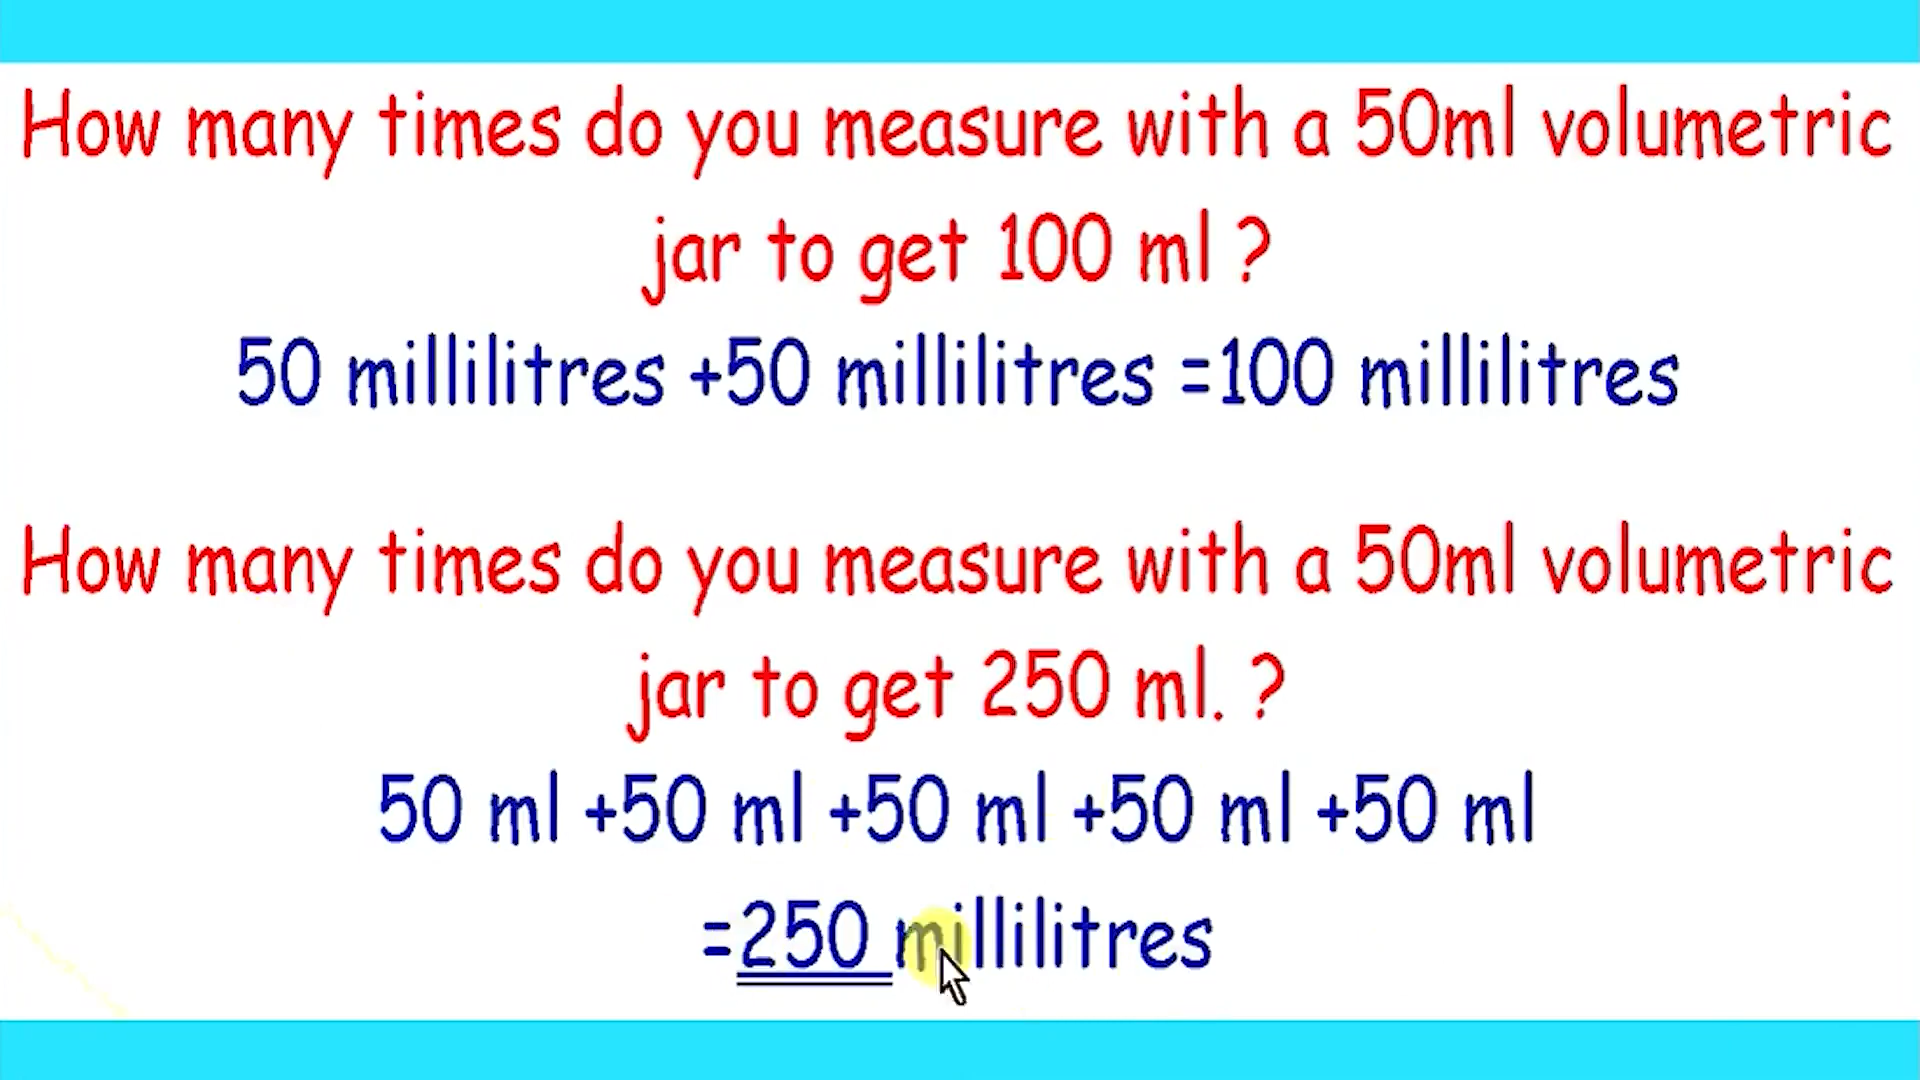 How many times do you measure with a 50ml volumetric
jar to get 100 ml ?
50 millilitres +50 millilitres =100 millilitres
How many times do you measure with a 50ml volumetric
jar to get 250 ml. ?
50 ml +50 ml +50 ml +50 ml +50 ml
=250 millilitres